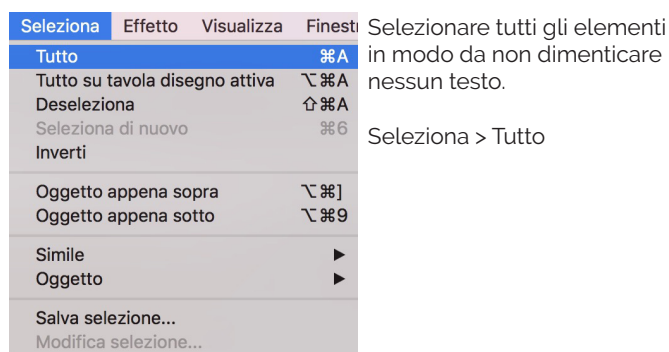 Seleziona Effetto Visualizza Finest
Tutto ⌘A
Tutto su tavola disegno attiva ⌥⌘A
Deseleziona ⇧⌘A
Seleziona di nuovo ⌘6
Inverti
Oggetto appena sopra ⌥⌘]
Oggetto appena sotto ⌥⌘9
Simile ▶
Oggetto ▶
Salva selezione...
Modifica selezione...
Selezionare tutti gli elementi
in modo da non dimenticare
nessun testo.
Seleziona > Tutto